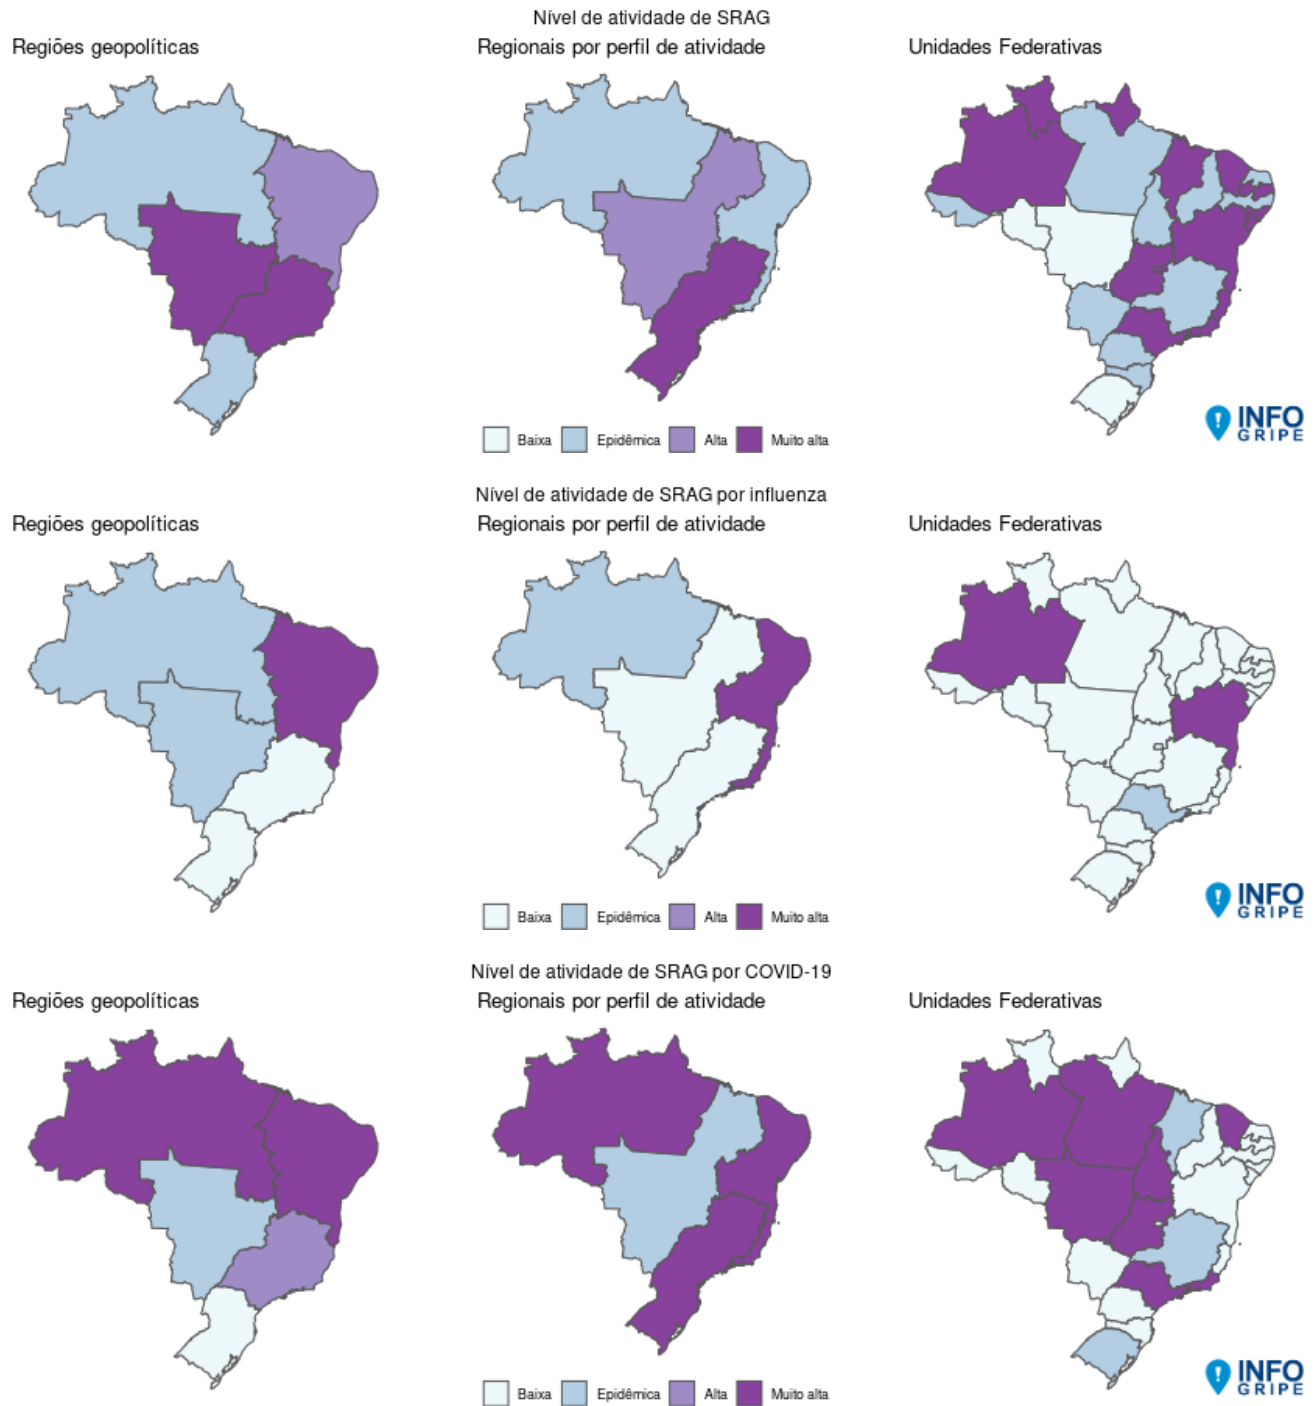 Nível de atividade de SRAG
Regiões geopolíticas
Regionais por perfil de atividade
Unidades Federativas
Baixa
Epidêmica
Alta
Muito alta
INFO
GRIPE
Nível de atividade de SRAG por influenza
Regiões geopolíticas
Regionais por perfil de atividade
Unidades Federativas
Baixa
Epidêmica
Alta
Muito alta
INFO
GRIPE
Nível de atividade de SRAG por COVID-19
Regiões geopolíticas
Regionais por perfil de atividade
Unidades Federativas
Baixa
Epidêmica
Alta
Muito alta
INFO
GRIPE